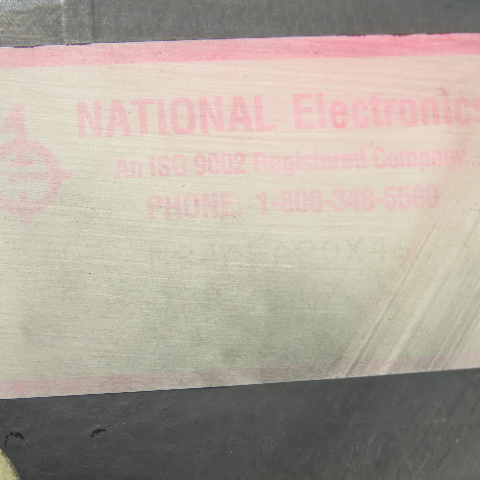 NATIONAL Electronics
An ISO 9002 Registered Company
PHONE: 1-800-348-5580